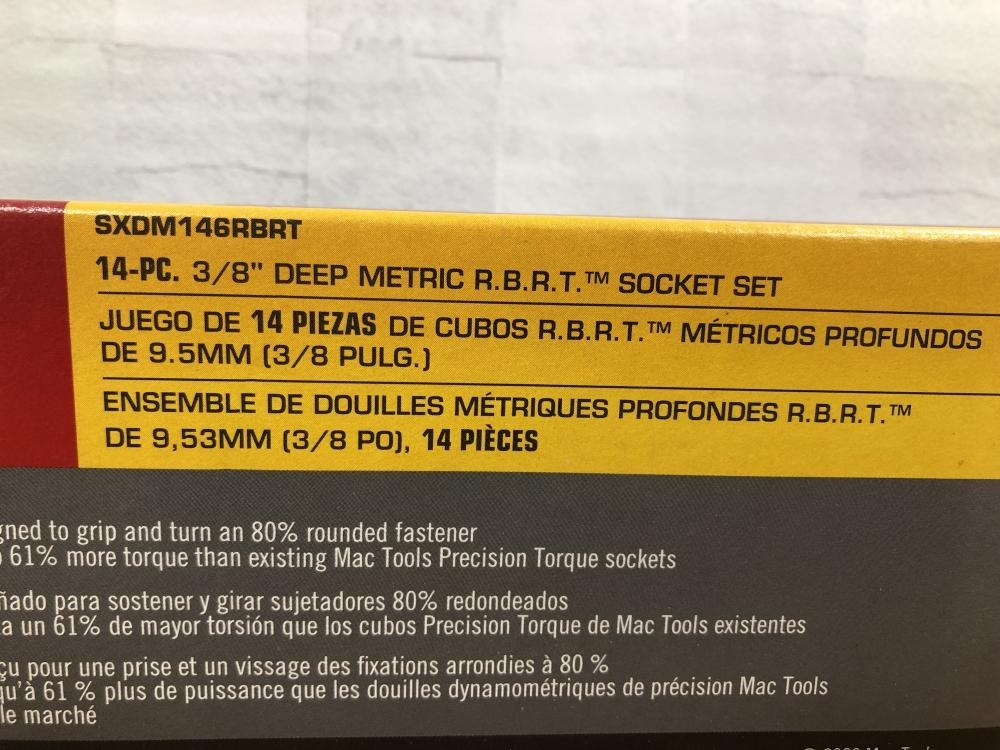 SXDM146RBRT
14-PC. 3/8" DEEP METRIC R.B.R.T.™ SOCKET SET
JUEGO DE 14 PIEZAS DE CUBOS R.B.R.T.™ MÉTRICOS PROFUNDOS
DE 9.5MM (3/8 PULG.)
ENSEMBLE DE DOUILLES MÉTRIQUES PROFONDES R.B.R.T.™
DE 9,53MM (3/8 PO), 14 PIÈCES
gned to grip and turn an 80% rounded fastener
61% more torque than existing Mac Tools Precision Torque sockets
ñado para sostener y girar sujetadores 80% redondeados
a un 61% de mayor torsión que los cubos Precision Torque de Mac Tools existentes
çu pour une prise et un vissage des fixations arrondies à 80 %
qu'à 61 % plus de puissance que les douilles dynamométriques de précision Mac Tools
le marché